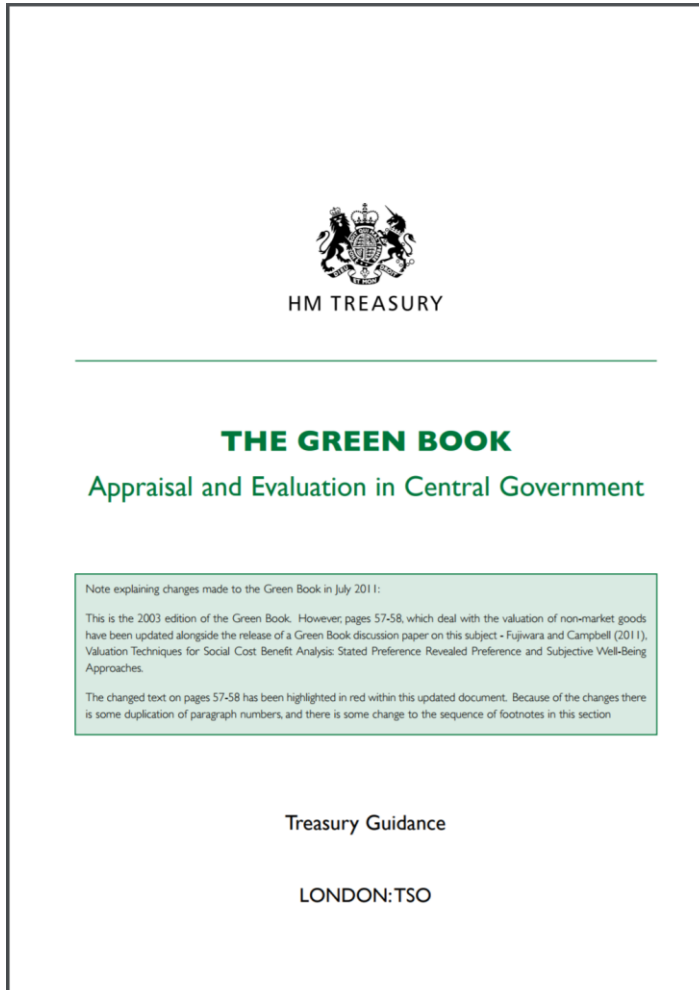 DIEU ET MON DROIT
HM TREASURY
THE GREEN BOOK
Appraisal and Evaluation in Central Government
Note explaining changes made to the Green Book in July 2011:
This is the 2003 edition of the Green Book. However, pages 57-58, which deal with the valuation of non-market goods
have been updated alongside the release of a Green Book discussion paper on this subject - Fujiwara and Campbell (2011),
Valuation Techniques for Social Cost Benefit Analysis: Stated Preference Revealed Preference and Subjective Well-Being
Approaches.
The changed text on pages 57-58 has been highlighted in red within this updated document. Because of the changes there
is some duplication of paragraph numbers, and there is some change to the sequence of footnotes in this section
Treasury Guidance
LONDON: TSO